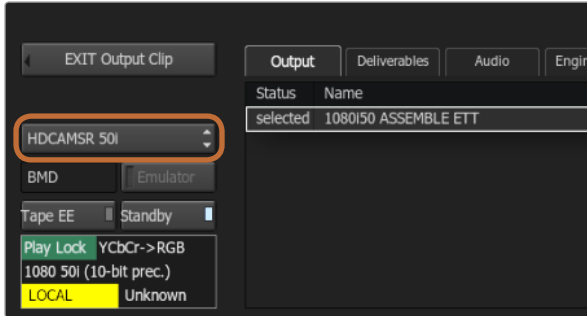 EXIT Output Clip
Output Deliverables Audio Engin
Status Name
selected 1080I50 ASSEMBLE ETT
HDCAMSR 50I
BMD Emulator
Tape EE Standby
Play Lock YCbCr->RGB
1080 50i (10-bit prec.)
LOCAL Unknown